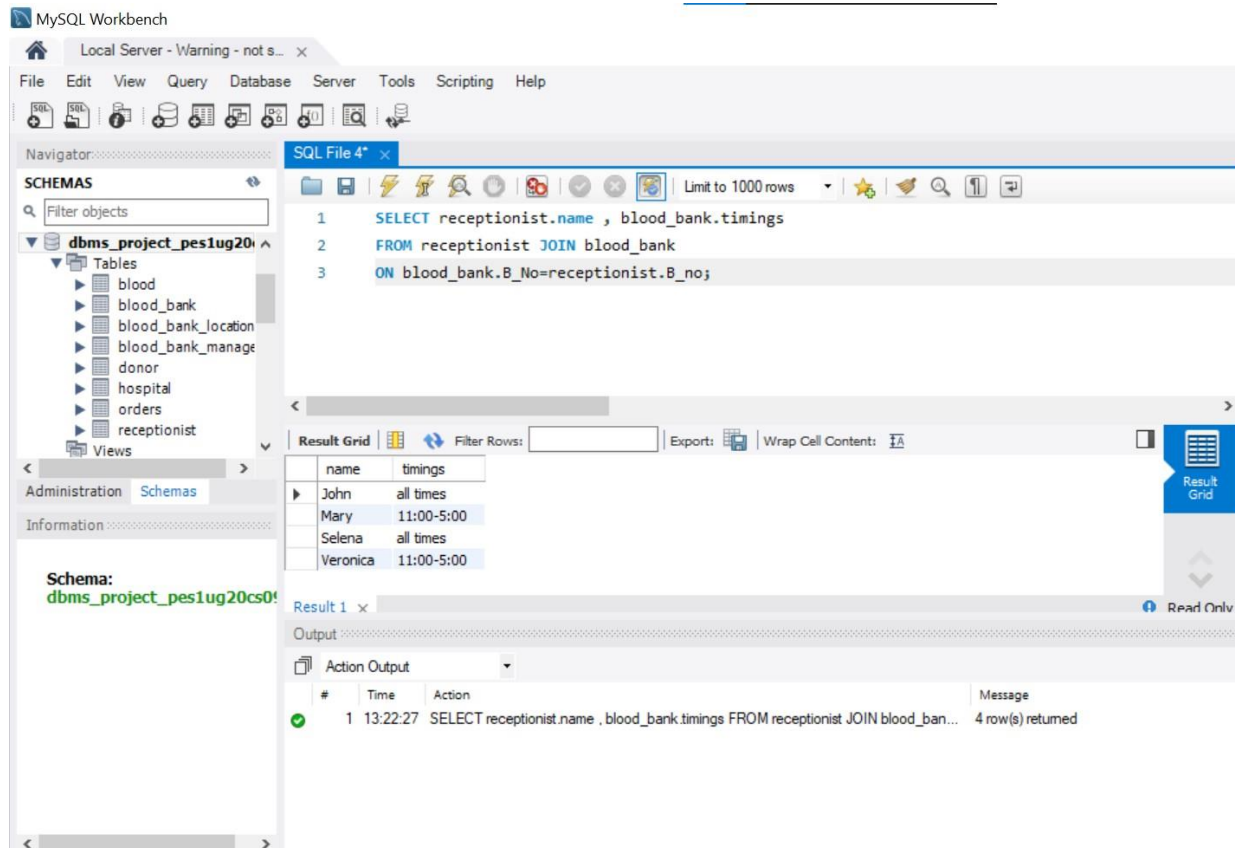 MySQL Workbench
Local Server - Warning - not s...
File Edit View Query Database Server Tools Scripting Help
Navigator
SQL File 4*
SCHEMAS
Limit to 1000 rows
Filter objects
1 SELECT receptionist.name , blood_bank.timings
2 FROM receptionist JOIN blood_bank
3 ON blood_bank.B_No=receptionist.B_no;
dbms_project_pes1ug20
Tables
blood
blood_bank
blood_bank_location
blood_bank_manage
donor
hospital
orders
receptionist
Views
Administration Schemas
Information
Schema:
dbms_project_pes1ug20cs09
Result Grid Filter Rows: Export: Wrap Cell Content:
name timings
John all times
Mary 11:00-5:00
Selena all times
Veronica 11:00-5:00
Result
Grid
Result 1
Read Only
Output
Action Output
# Time Action Message
1 13:22:27 SELECT receptionist.name , blood_bank.timings FROM receptionist JOIN blood_ban... 4 row(s) returned